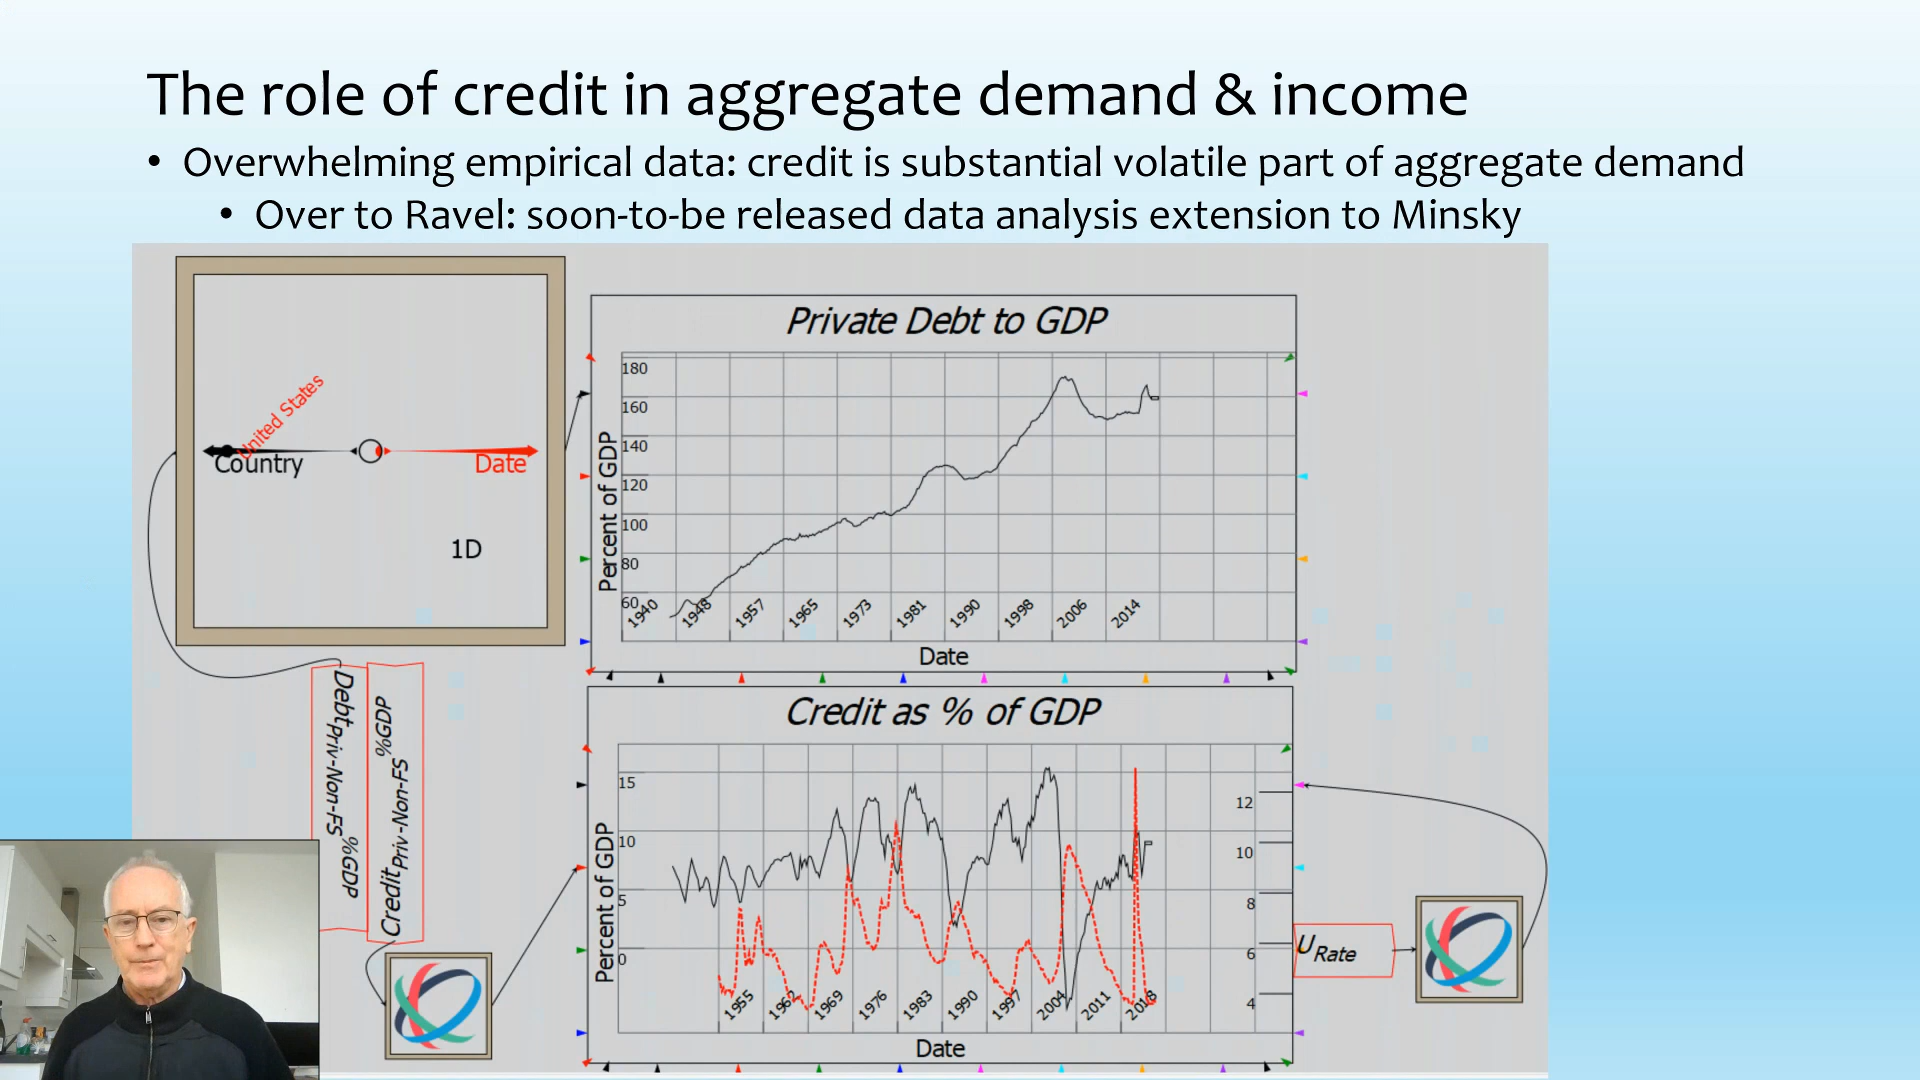 The role of credit in aggregate demand & income
• Overwhelming empirical data: credit is substantial volatile part of aggregate demand
• Over to Ravel: soon-to-be released data analysis extension to Minsky
United States
Country
Date
1D
Private Debt to GDP
Percent of GDP
180
160
140
120
100
80
60
1940 1948 1957 1965 1973 1981 1990 1998 2006 2014
Date
Debt Priv-Non-FS %GDP
Credit Priv-Non-FS %GDP
Credit as % of GDP
Percent of GDP
15
10
5
0
12
10
8
6
4
1955 1962 1969 1976 1983 1990 1997 2004 2011 2018
Date
U Rate